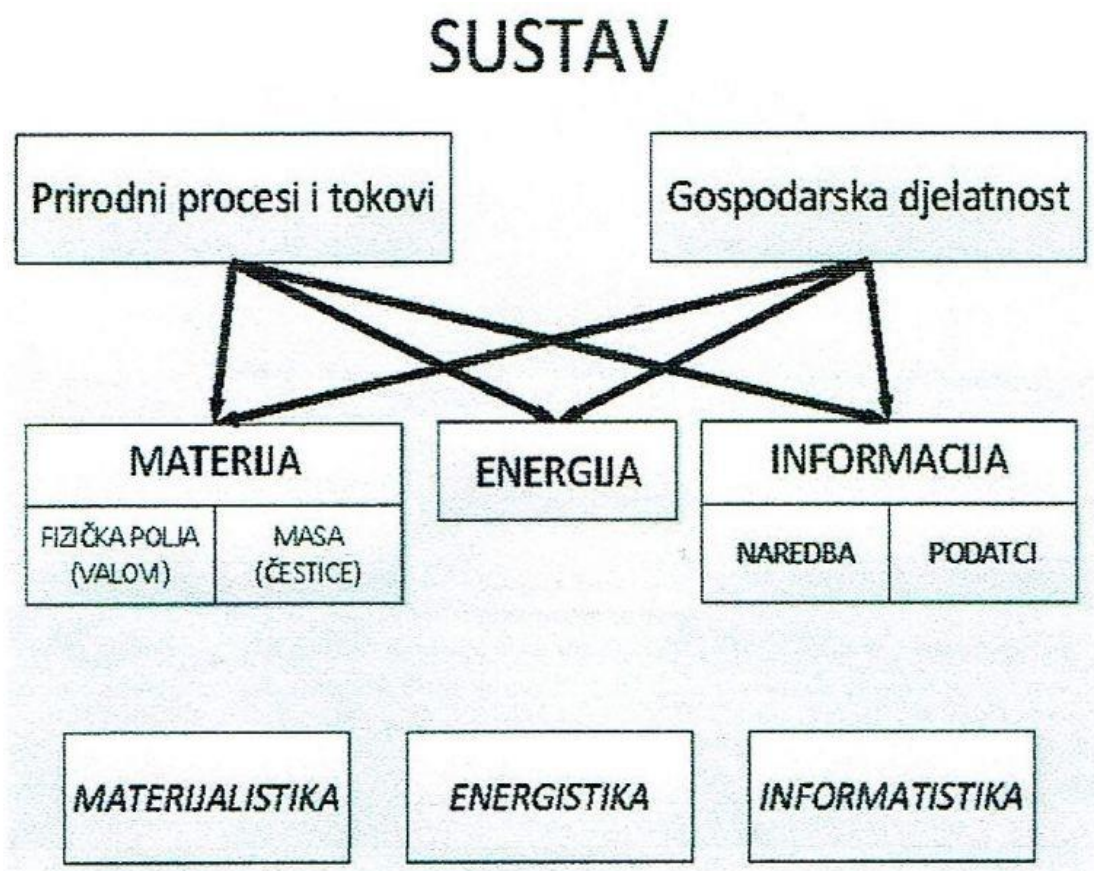 SUSTAV
Prirodni procesi i tokovi
Gospodarska djelatnost
MATERIJA
ENERGIJA
INFORMACIJA
FIZIČKA POLJA
(VALOVI)
MASA
(ČESTICE)
NAREDBA
PODATCI
MATERIJALISTIKA
ENERGISTIKA
INFORMATISTIKA